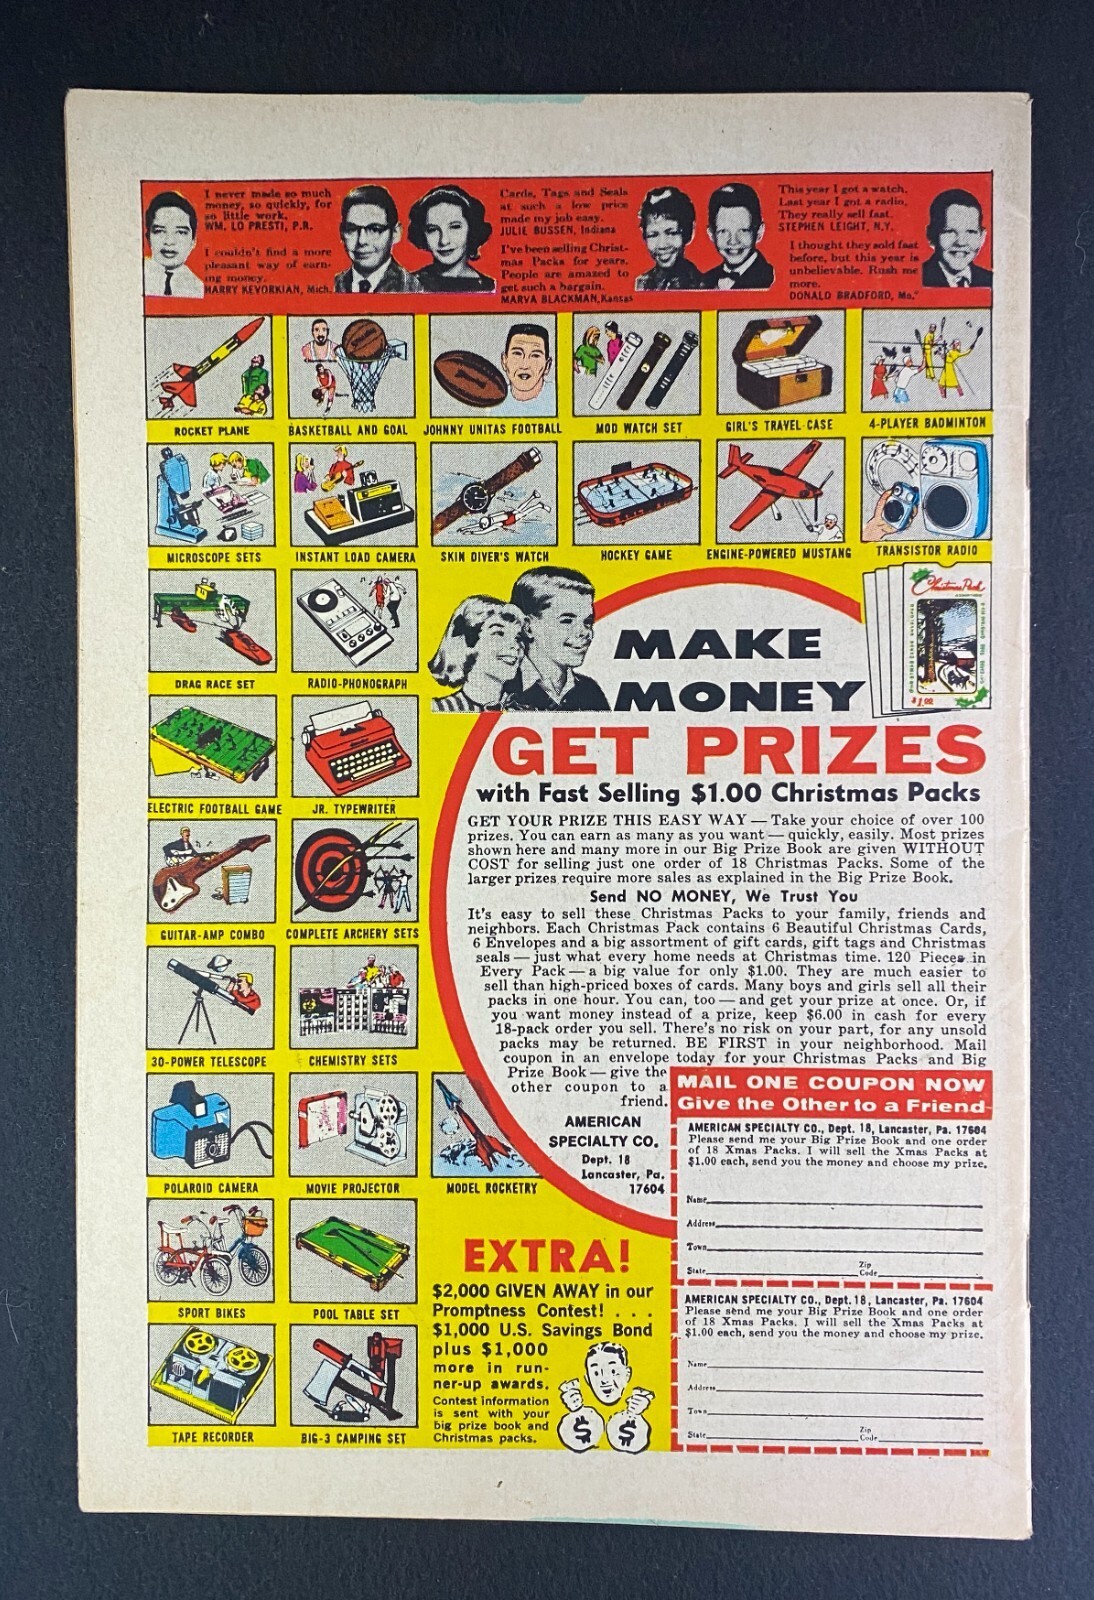 I never made so much
money, so quickly, for
so little work.
WM. LO PRESTI, P.R.
I couldn't find a more
pleasant way of earn-
ing money.
HARRY KEVORKIAN, Mich.
Cards, Tags and Seals
at such a low price
made my job easy.
JULIE BUSSEN, Indiana
I've been selling Christ-
mas Packs for years.
People are amazed to
get such a bargain.
MARVA BLACKMAN, Kansas
This year I got a watch.
Last year I got a radio.
They really sell fast.
STEPHEN LEIGHT, N.Y.
I thought they sold fast
before, but this year is
unbelievable. Rush me
more.
DONALD BRADFORD, Mo."
ROCKET PLANE
BASKETBALL AND GOAL
JOHNNY UNITAS FOOTBALL
MOD WATCH SET
GIRL'S TRAVEL CASE
4-PLAYER BADMINTON
MICROSCOPE SETS
INSTANT LOAD CAMERA
SKIN DIVER'S WATCH
HOCKEY GAME
ENGINE-POWERED MUSTANG
TRANSISTOR RADIO
DRAG RACE SET
RADIO-PHONOGRAPH
ELECTRIC FOOTBALL GAME
JR. TYPEWRITER
GUITAR-AMP COMBO
COMPLETE ARCHERY SETS
30-POWER TELESCOPE
CHEMISTRY SETS
POLAROID CAMERA
MOVIE PROJECTOR
MODEL ROCKETRY
SPORT BIKES
POOL TABLE SET
TAPE RECORDER
BIG-3 CAMPING SET
Christmas Pack
$1.00
MAKE
MONEY
GET PRIZES
with Fast Selling $1.00 Christmas Packs
GET YOUR PRIZE THIS EASY WAY — Take your choice of over 100
prizes. You can earn as many as you want — quickly, easily. Most prizes
shown here and many more in our Big Prize Book are given WITHOUT
COST for selling just one order of 18 Christmas Packs. Some of the
larger prizes require more sales as explained in the Big Prize Book.
Send NO MONEY, We Trust You
It's easy to sell these Christmas Packs to your family, friends and
neighbors. Each Christmas Pack contains 6 Beautiful Christmas Cards,
6 Envelopes and a big assortment of gift cards, gift tags and Christmas
seals — just what every home needs at Christmas time. 120 Pieces in
Every Pack — a big value for only $1.00. They are much easier to
sell than high-priced boxes of cards. Many boys and girls sell all their
packs in one hour. You can, too — and get your prize at once. Or, if
you want money instead of a prize, keep $6.00 in cash for every
18-pack order you sell. There's no risk on your part, for any unsold
packs may be returned. BE FIRST in your neighborhood. Mail
coupon in an envelope today for your Christmas Packs and Big
Prize Book — give the
other coupon to a
friend.
AMERICAN
SPECIALTY CO.
Dept. 18
Lancaster, Pa.
17604
EXTRA!
$2,000 GIVEN AWAY in our
Promptness Contest! . . .
$1,000 U.S. Savings Bond
plus $1,000
more in run-
ner-up awards.
Contest information
is sent with your
big prize book and
Christmas packs.
$ $
MAIL ONE COUPON NOW
Give the Other to a Friend
AMERICAN SPECIALTY CO., Dept. 18, Lancaster, Pa. 17604
Please send me your Big Prize Book and one order
of 18 Xmas Packs. I will sell the Xmas Packs at
$1.00 each, send you the money and choose my prize.
Name
Address
Town
State Zip Code
AMERICAN SPECIALTY CO., Dept. 18, Lancaster, Pa. 17604
Please send me your Big Prize Book and one order
of 18 Xmas Packs. I will sell the Xmas Packs at
$1.00 each, send you the money and choose my prize.
Name
Address
Town
State Zip Code